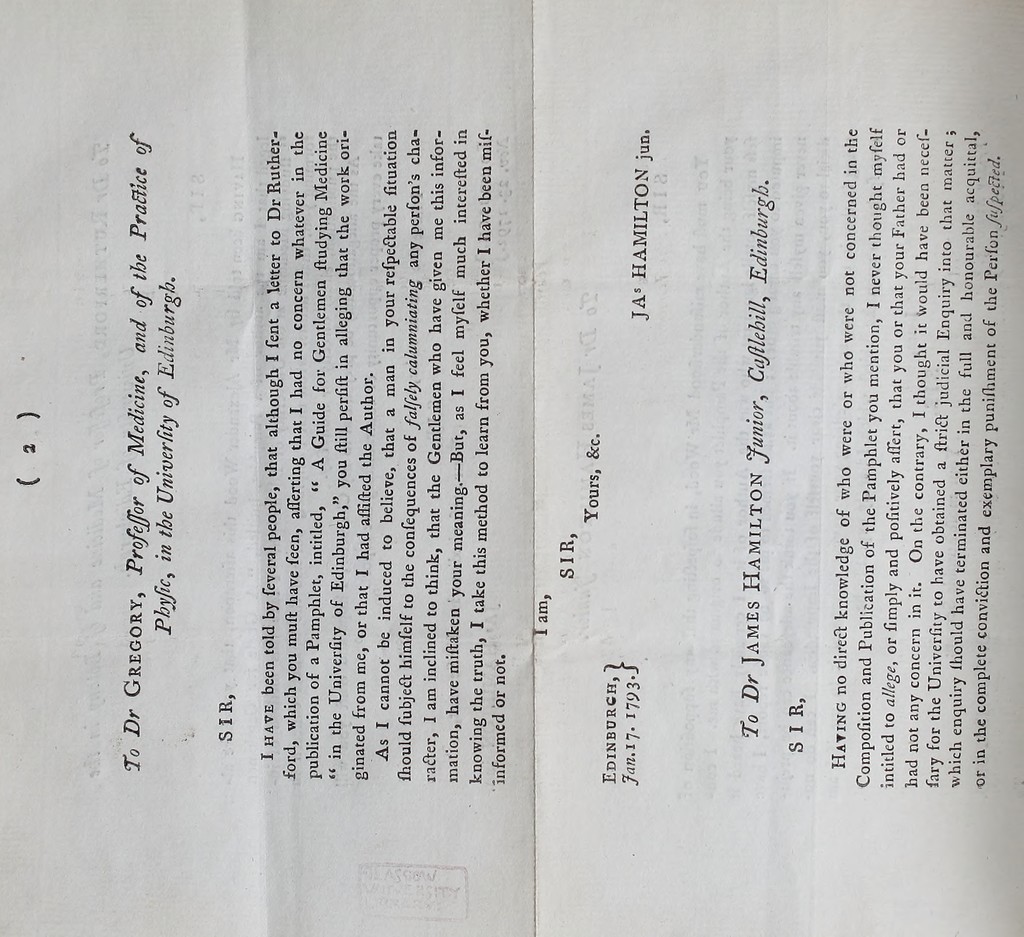 ( 2 )
To Dr GREGORY, Profeſſor of Medicine, and of the Practice of
Phyſic, in the Univerſity of Edinburgh.
SIR,
I HAVE been told by ſeveral people, that although I ſent a letter to Dr Ruther-
ford, which you muſt have ſeen, aſſerting that I had no concern whatever in the
publication of a Pamphlet, intitled, “ A Guide for Gentlemen ſtudying Medicine
“ in the Univerſity of Edinburgh,” you ſtill perſiſt in alleging that the work ori-
ginated from me, or that I had aſſiſted the Author.
As I cannot be induced to believe, that a man in your reſpectable ſituation
ſhould ſubject himſelf to the conſequences of falſely calumniating any perſon's cha-
racter, I am inclined to think, that the Gentlemen who have given me this infor-
mation, have miſtaken your meaning.—But, as I feel myſelf much intereſted in
knowing the truth, I take this method to learn from you, whether I have been miſ-
informed or not.
I am,
SIR,
Yours, &c.
JAs HAMILTON jun.
EDINBURGH,}
Jan. 17. 1793.}
To Dr JAMES HAMILTON Junior, Caſtlehill, Edinburgh.
SIR,
HAVING no direct knowledge of who were or who were not concerned in the
Compoſition and Publication of the Pamphlet you mention, I never thought myſelf
intitled to allege, or ſimply and poſitively aſſert, that you or that your Father had or
had not any concern in it. On the contrary, I thought it would have been neceſ-
ſary for the Univerſity to have obtained a ſtrict judicial Enquiry into that matter ;
which enquiry ſhould have terminated either in the full and honourable acquittal,
or in the complete conviction and exemplary puniſhment of the Perſon ſuſpected.